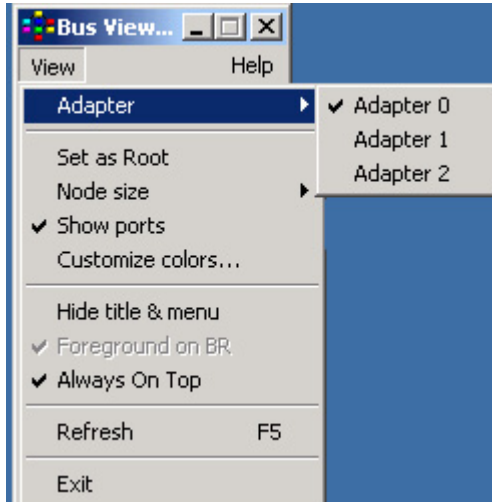 Bus View...
View Help
Adapter
Adapter 0
Adapter 1
Adapter 2
Set as Root
Node size
Show ports
Customize colors...
Hide title & menu
Foreground on BR
Always On Top
Refresh F5
Exit